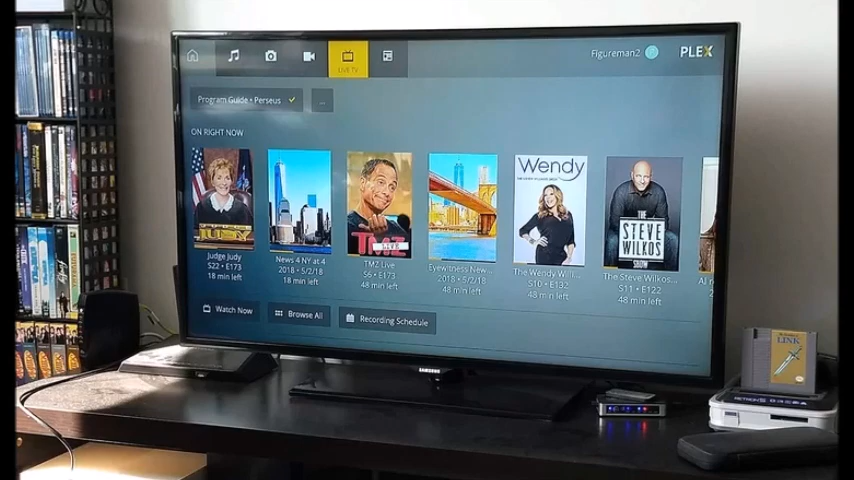 LIVE TV
Figureman2
PLEX
Program Guide • Perseus
...
ON RIGHT NOW
JUDY
Judge Judy
S22 • E173
18 min left
News 4 NY at 4
2018 • 5/2/18
18 min left
TMZ
LIVE
TMZ Live
S6 • E173
48 min left
Eyewitness New...
2018 • 5/2/18
48 min left
Wendy
The Wendy Will...
S10 • E132
48 min left
THE
STEVE
WILKOS
SHOW
The Steve Wilkos...
S11 • E122
48 min left
Watch Now
Browse All
Recording Schedule
SAMSUNG
LINK